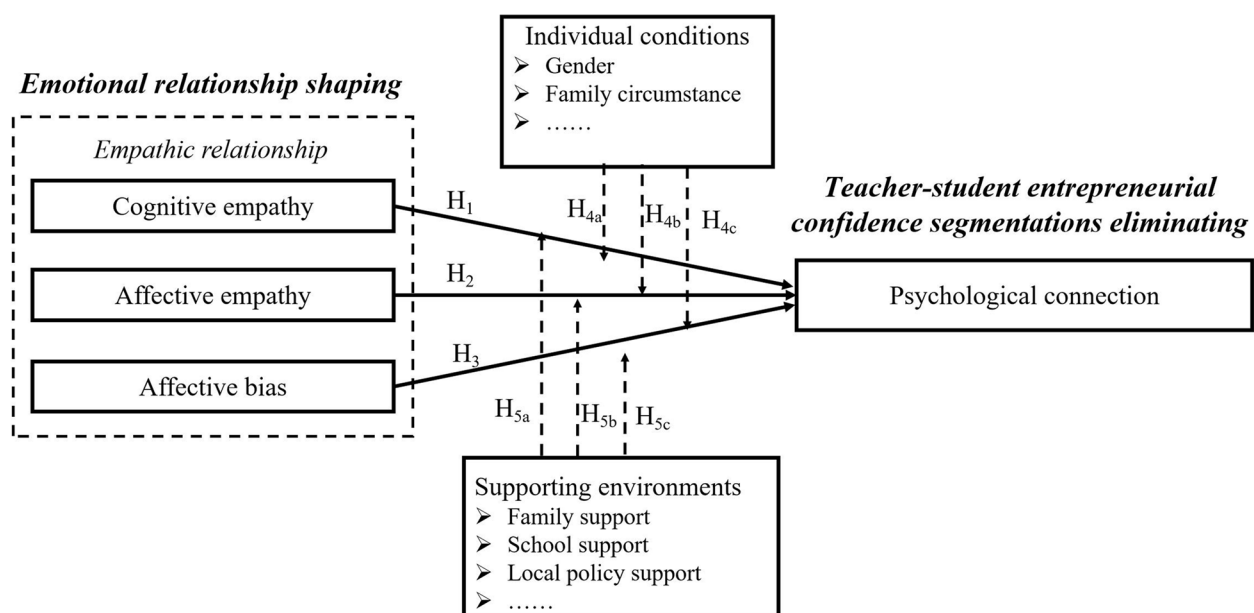 Emotional relationship shaping
Empathic relationship
Cognitive empathy
Affective empathy
Affective bias
H1
H2
H3
Individual conditions
➢ Gender
➢ Family circumstance
➢ ……
H4a
H4b
H4c
H5a
H5b
H5c
Supporting environments
➢ Family support
➢ School support
➢ Local policy support
➢ ……
Teacher-student entrepreneurial
confidence segmentations eliminating
Psychological connection